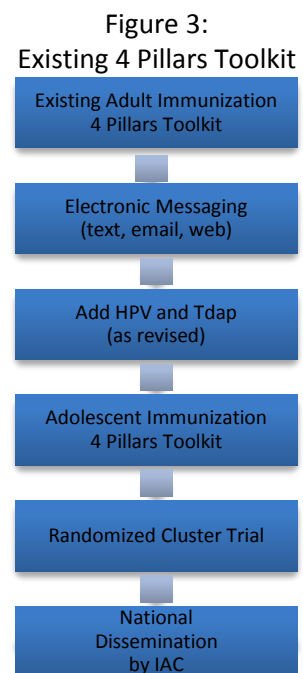 Figure 3:
Existing 4 Pillars Toolkit
Existing Adult Immunization
4 Pillars Toolkit
Electronic Messaging
(text, email, web)
Add HPV and Tdap
(as revised)
Adolescent Immunization
4 Pillars Toolkit
Randomized Cluster Trial
National
Dissemination
by IAC